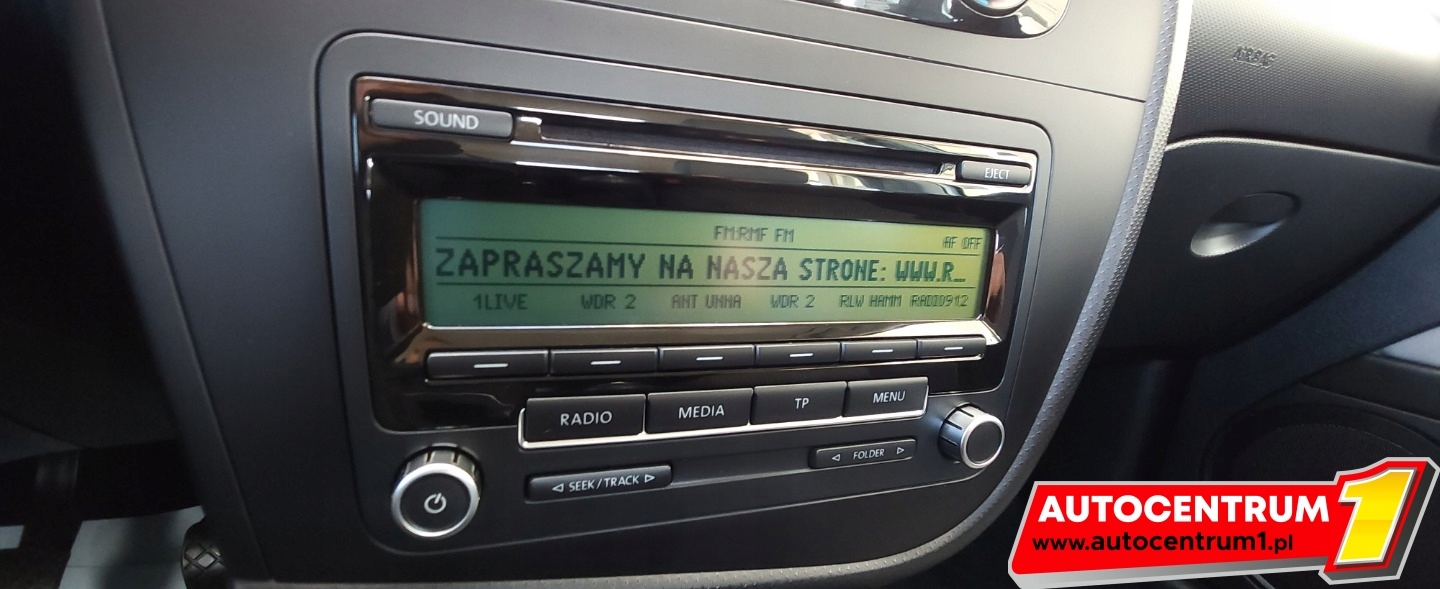 AIRBAG
SOUND
EJECT
FM:RMF FM
AF OFF
ZAPRASZAMY NA NASZA STRONE: WWW.R...
1LIVE WDR 2 ANT UNNA WDR 2 RLW HAMM RADIO912
RADIO MEDIA TP MENU
SEEK / TRACK
FOLDER
AUTOCENTRUM 1
www.autocentrum1.pl